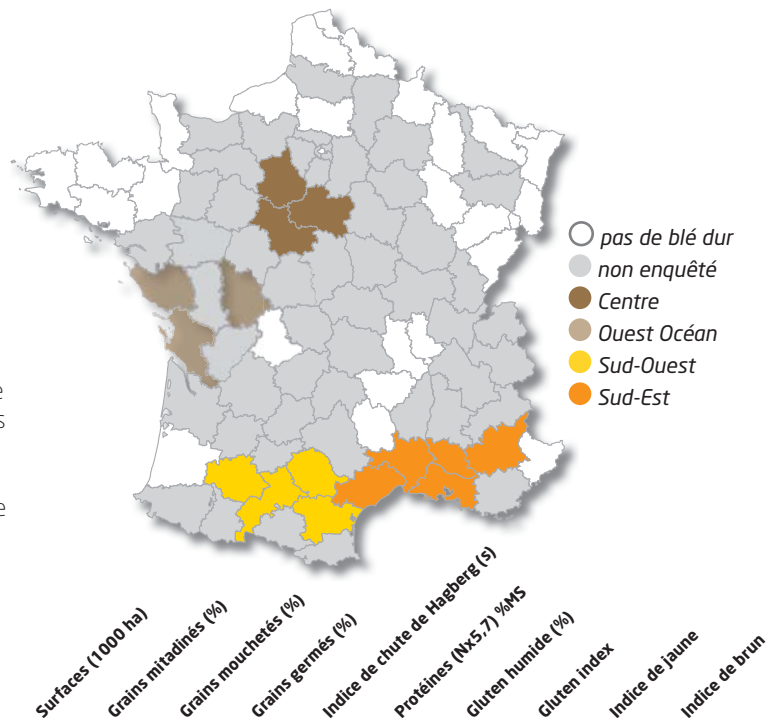 pas de blé dur
non enquêté
Centre
Ouest Océan
Sud-Ouest
Sud-Est
e
s
e
Surfaces (1000 ha)
Grains mitadinés (%)
Grains mouchetés (%)
Grains germés (%)
Indice de chute de Hagberg (s)
Protéines (Nx5,7) %MS
Gluten humide (%)
Gluten index
Indice de jaune
Indice de brun